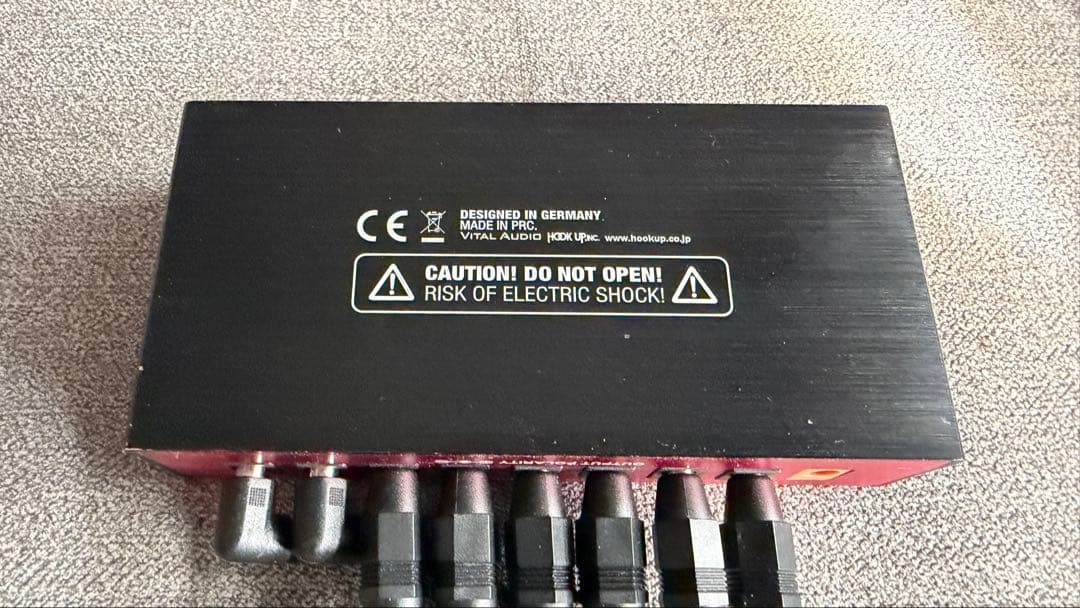 CE
DESIGNED IN GERMANY
MADE IN PRC.
VITAL AUDIO HOOK UP,INC. www.hookup.co.jp
CAUTION! DO NOT OPEN!
RISK OF ELECTRIC SHOCK!
OUTPUT